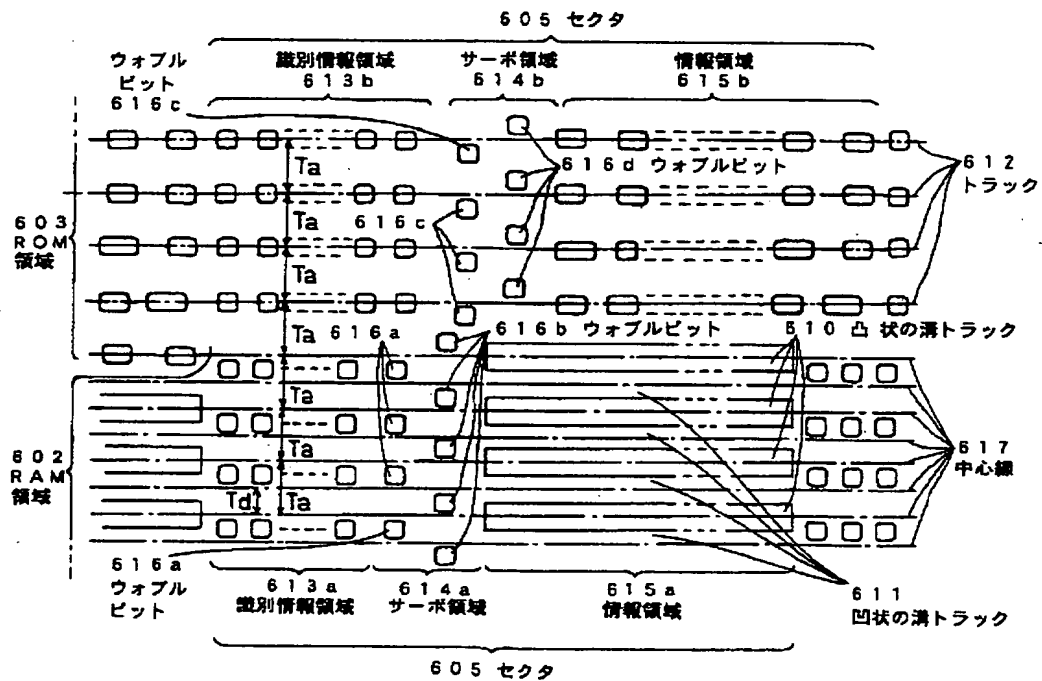 605 セクタ
ウォブル
ピット
616c
識別情報領域
613b
サーボ領域
614b
情報領域
615b
Ta
616d ウォブルピット
612
トラック
603
ROM
領域
Ta
616c
Ta
Ta
616a
616b ウォブルピット
610 凸 状の溝トラック
Ta
602
RAM
領域
Ta
Td
Ta
617
中心線
616a
ウォブル
ピット
613a
識別情報領域
614a
サーボ領域
615a
情報領域
611
凹状の溝トラック
605 セクタ